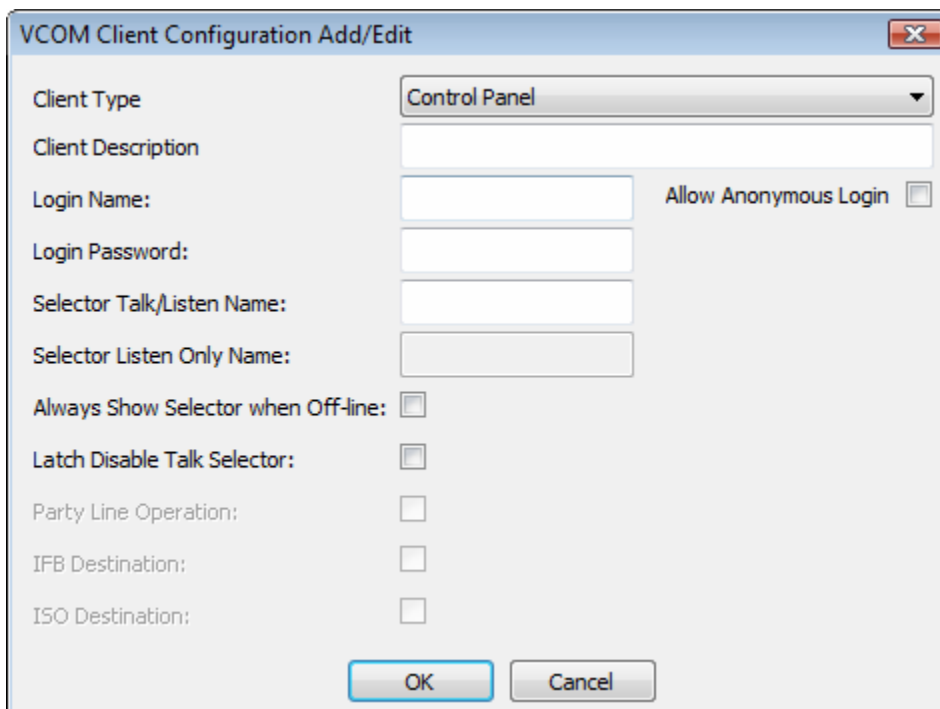 VCOM Client Configuration Add/Edit
Client Type
Control Panel
Client Description
Login Name:
Allow Anonymous Login
Login Password:
Selector Talk/Listen Name:
Selector Listen Only Name:
Always Show Selector when Off-line:
Latch Disable Talk Selector:
Party Line Operation:
IFB Destination:
ISO Destination:
OK
Cancel